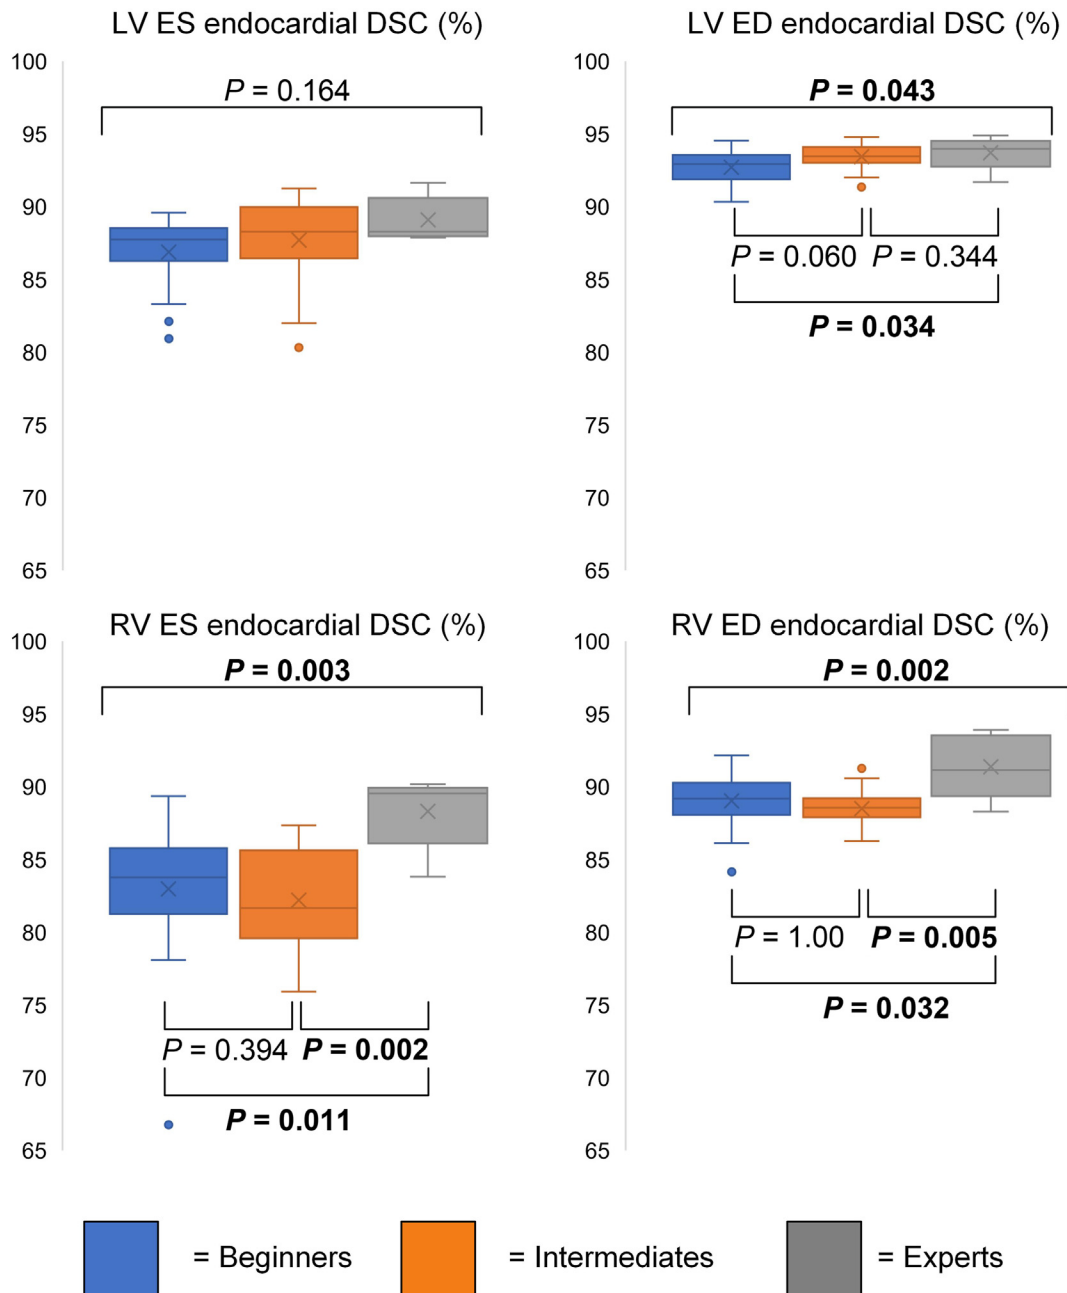 LV ES endocardial DSC (%)
100
95
90
85
80
75
70
65
P = 0.164
LV ED endocardial DSC (%)
100
95
90
85
80
75
70
65
P = 0.043
P = 0.060 P = 0.344
P = 0.034
RV ES endocardial DSC (%)
100
95
90
85
80
75
70
65
P = 0.003
P = 0.394 P = 0.002
P = 0.011
RV ED endocardial DSC (%)
100
95
90
85
80
75
70
65
P = 0.002
P = 1.00 P = 0.005
P = 0.032
= Beginners
= Intermediates
= Experts